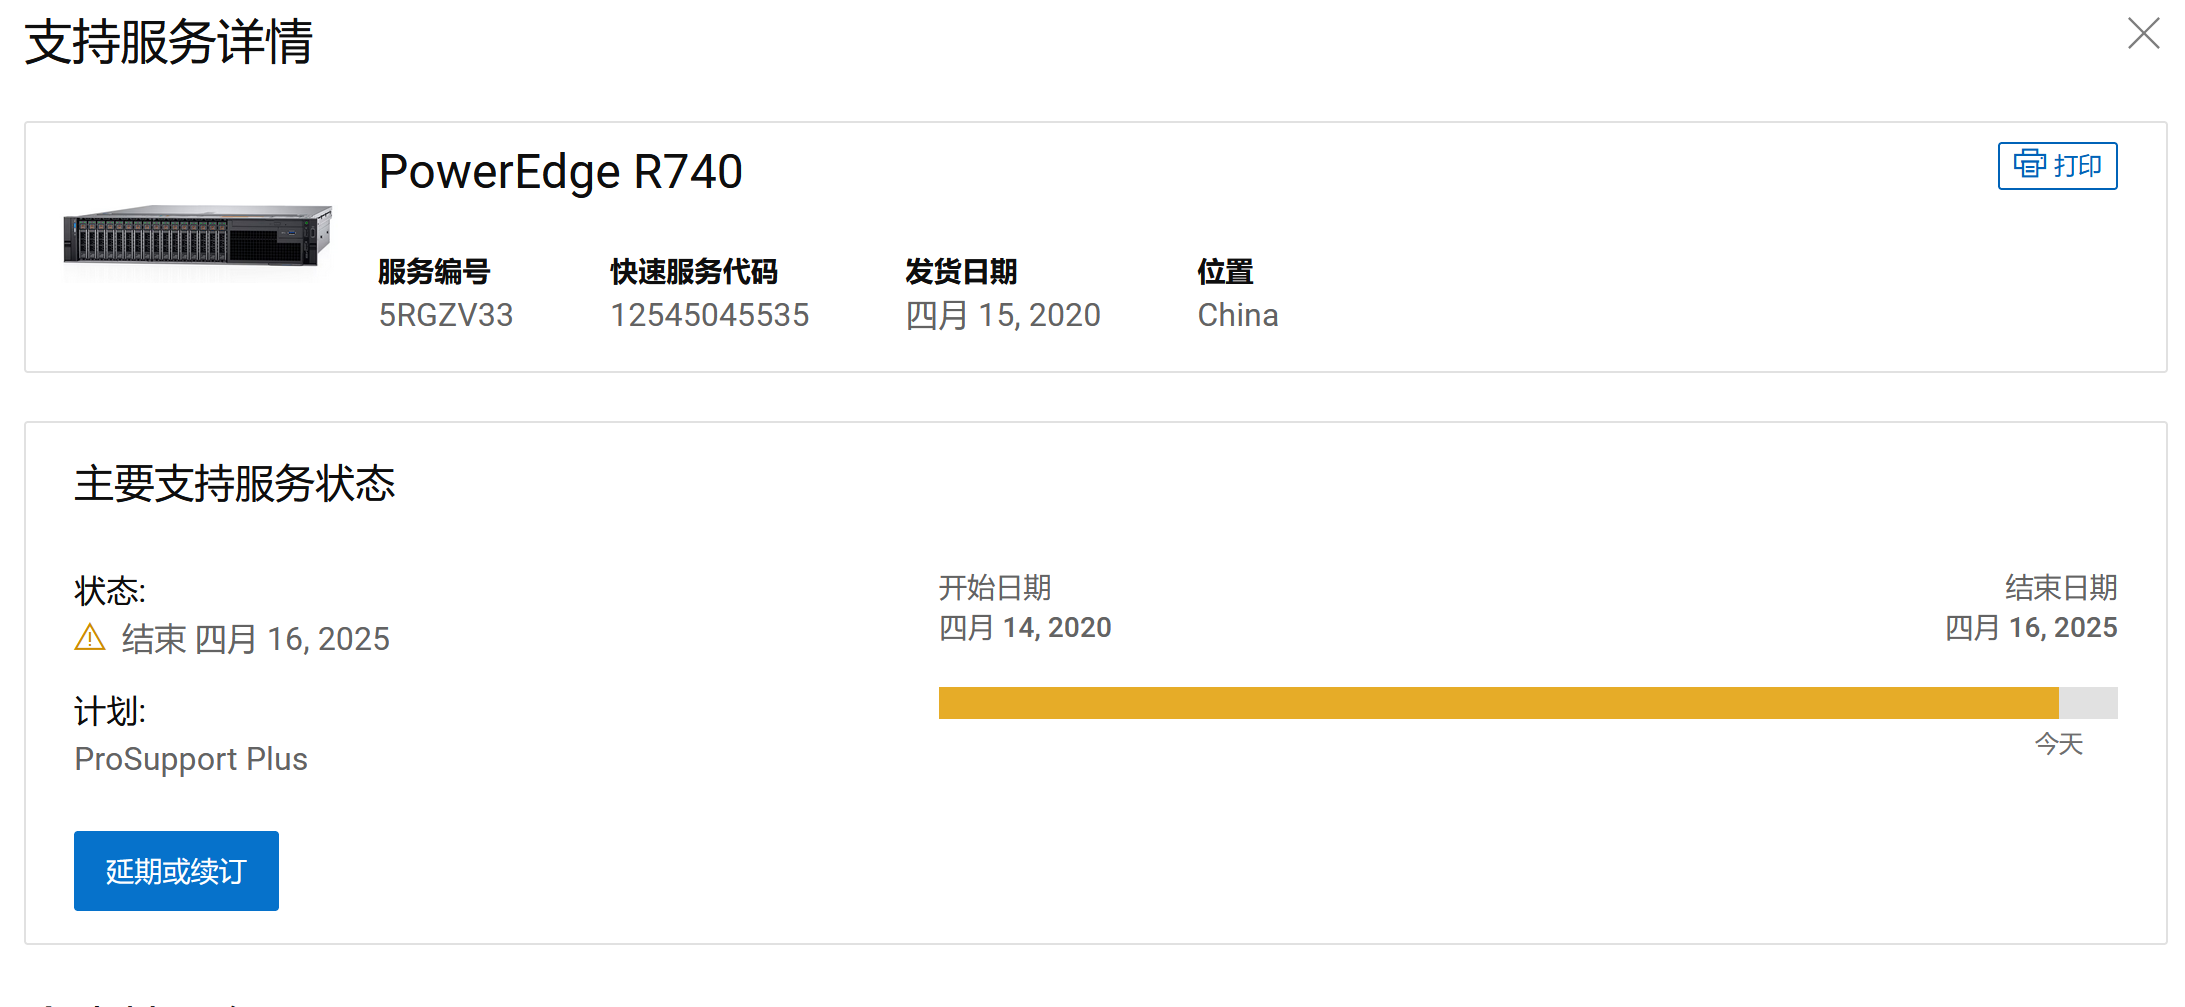 支持服务详情
PowerEdge R740
打印
服务编号 快速服务代码 发货日期 位置
5RGZV33 12545045535 四月 15, 2020 China
主要支持服务状态
状态:
结束 四月 16, 2025
开始日期 结束日期
四月 14, 2020 四月 16, 2025
今天
计划:
ProSupport Plus
延期或续订